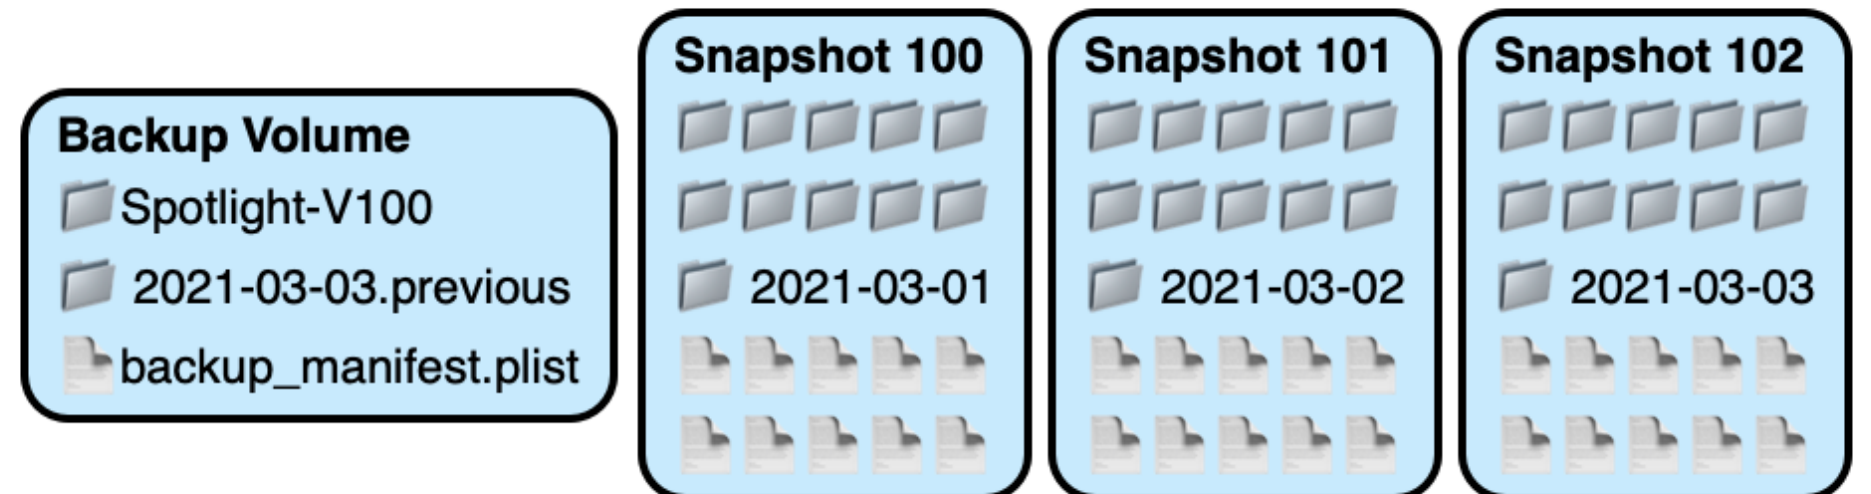 Backup Volume
Spotlight-V100
2021-03-03.previous
backup_manifest.plist
Snapshot 100
2021-03-01
Snapshot 101
2021-03-02
Snapshot 102
2021-03-03